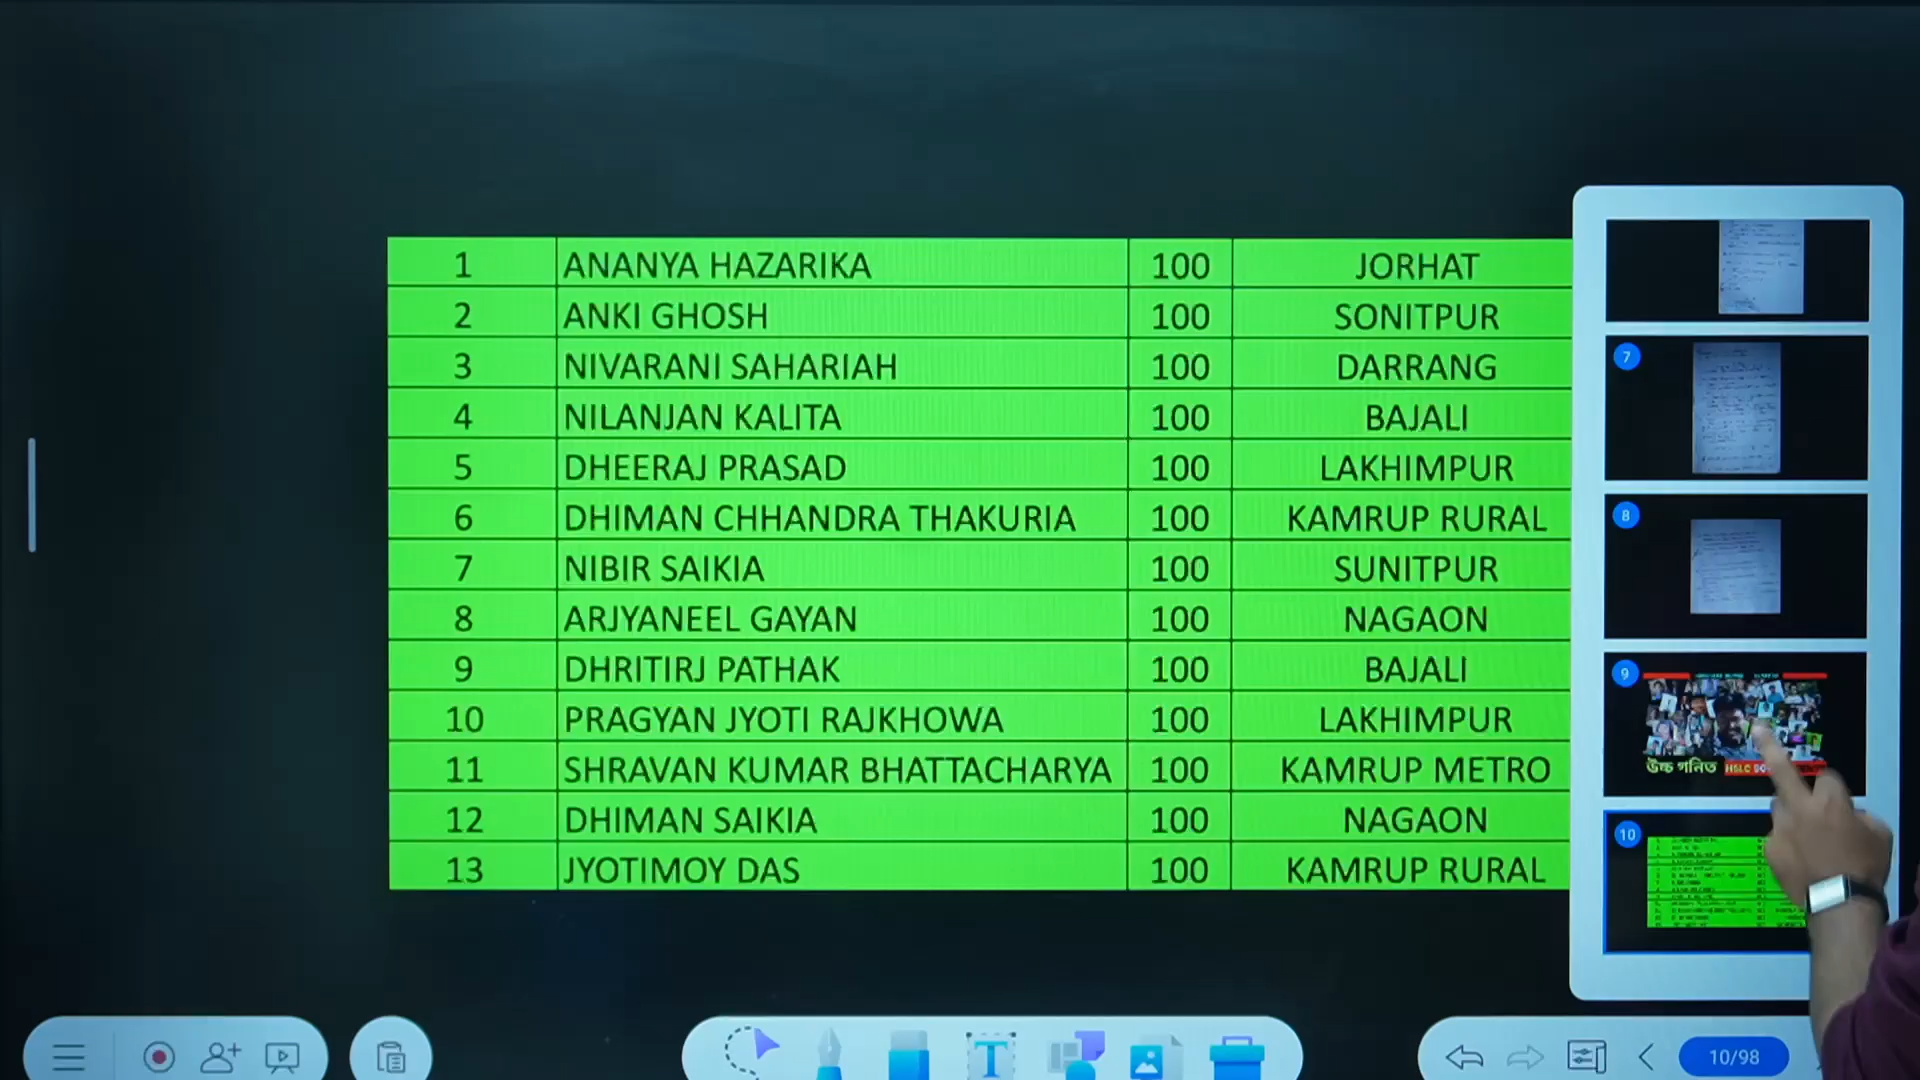 1 ANANYA HAZARIKA 100 JORHAT
2 ANKI GHOSH 100 SONITPUR
3 NIVARANI SAHARIAH 100 DARRANG
4 NILANJAN KALITA 100 BAJALI
5 DHEERAJ PRASAD 100 LAKHIMPUR
6 DHIMAN CHHANDRA THAKURIA 100 KAMRUP RURAL
7 NIBIR SAIKIA 100 SUNITPUR
8 ARJYANEEL GAYAN 100 NAGAON
9 DHRITIRJ PATHAK 100 BAJALI
10 PRAGYAN JYOTI RAJKHOWA 100 LAKHIMPUR
11 SHRAVAN KUMAR BHATTACHARYA 100 KAMRUP METRO
12 DHIMAN SAIKIA 100 NAGAON
13 JYOTIMOY DAS 100 KAMRUP RURAL
7
8
9
উচ্চ গনিত HSLC
10
T
10/98